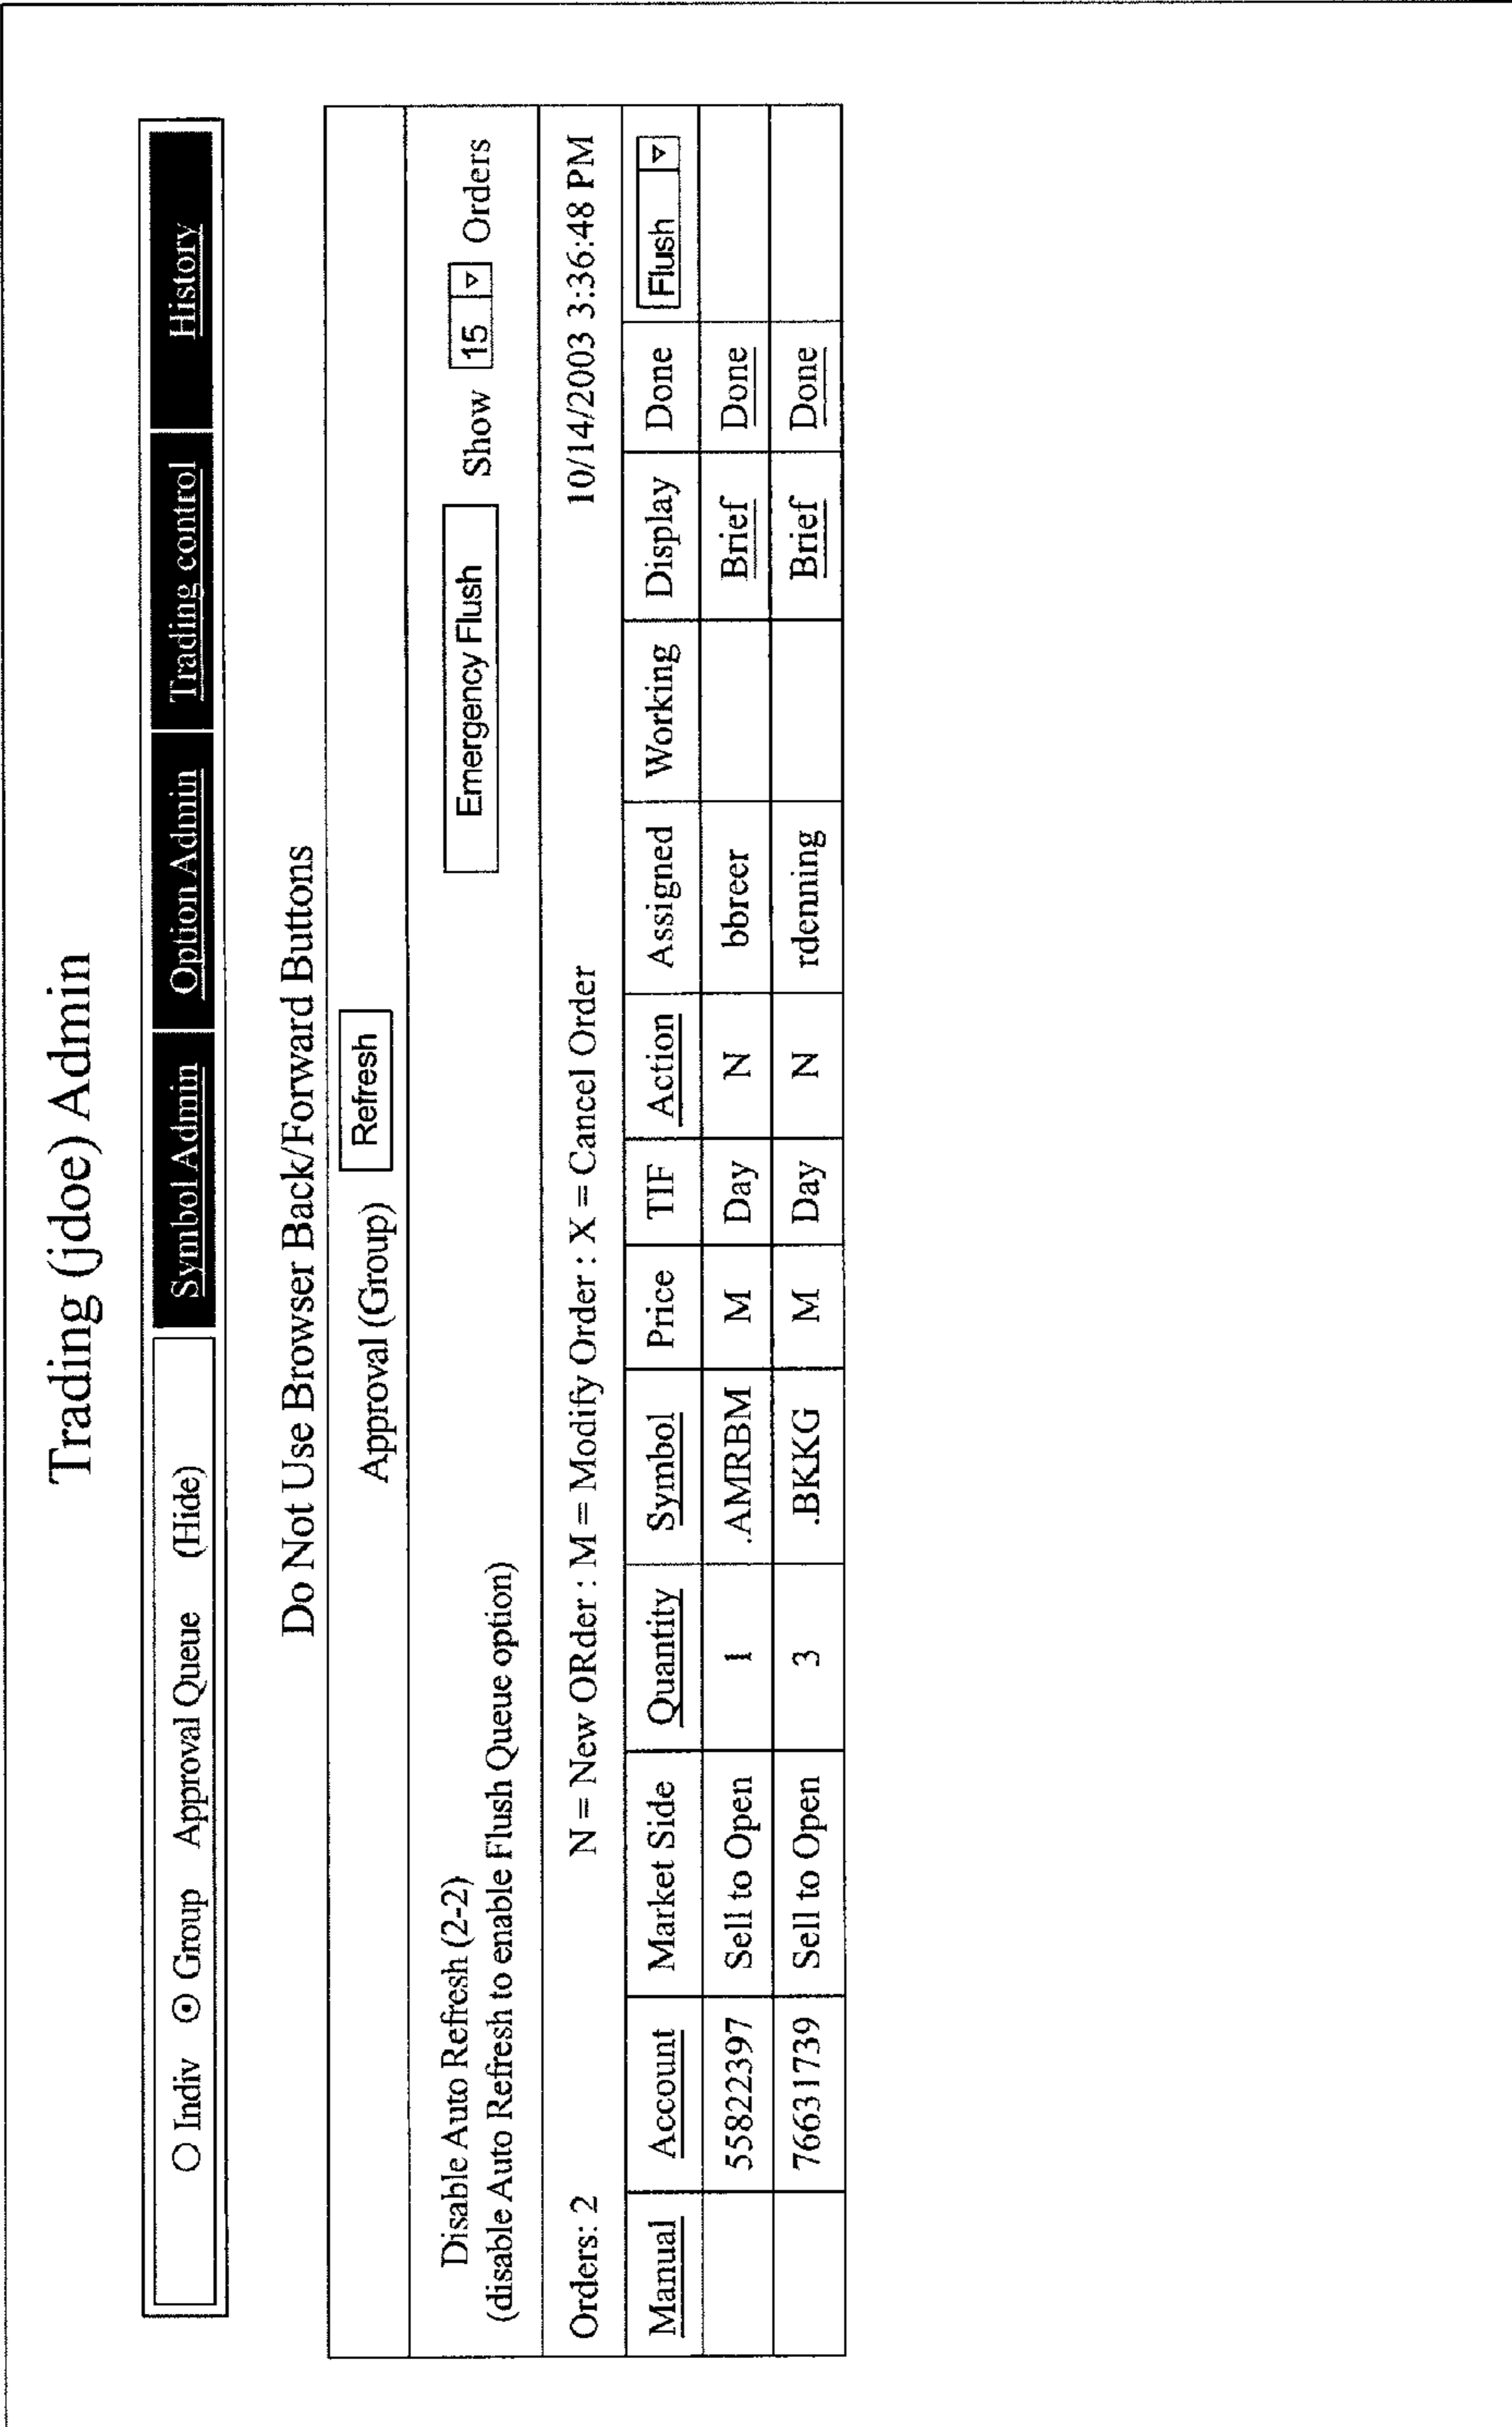 Trading (jdoe) Admin
Indiv Group Approval Queue (Hide) Symbol Admin Option Admin Trading control History
Do Not Use Browser Back/Forward Buttons
Approval (Group) Refresh
Disable Auto Refresh (2-2) Emergency Flush Show 15 Orders
(disable Auto Refresh to enable Flush Queue option)
Orders: 2 N = New ORder : M = Modify Order : X = Cancel Order 10/14/2003 3:36:48 PM
Manual Account Market Side Quantity Symbol Price TIF Action Assigned Working Display Done Flush
55822397 Sell to Open 1 .AMRBM M Day N bbreer Brief Done
76631739 Sell to Open 3 .BKKG M Day N rdenning Brief Done